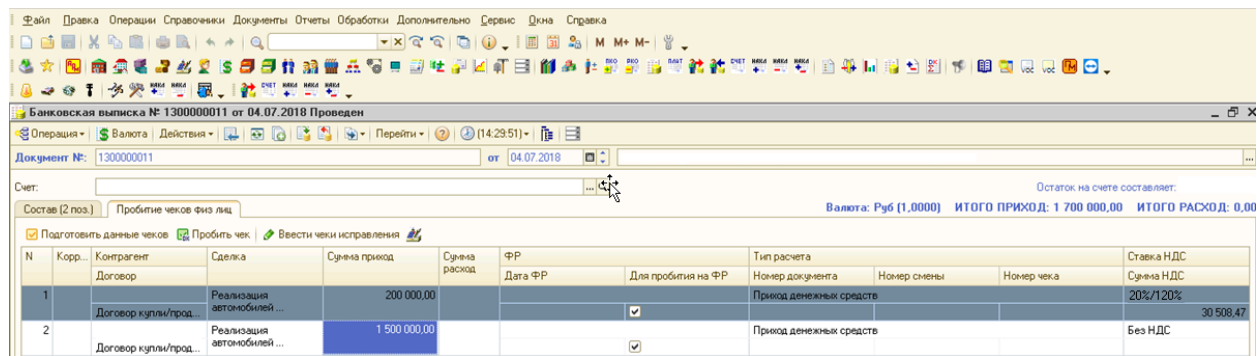 Файл Правка Операции Справочники Документы Отчеты Обработки Дополнительно Сервис Окна Справка
M M+ M-
Банковская выписка № 1300000011 от 04.07.2018 Проведен
Операция Валюта Действия Перейти (14:29:51)
Документ №: 1300000011 от 04.07.2018
Счет: Остаток на счете составляет:
Состав (2 поз.) Пробитие чеков физ лиц Валюта: Руб (1,0000) ИТОГО ПРИХОД: 1 700 000,00 ИТОГО РАСХОД: 0,00
Подготовить данные чеков Пробить чек Ввести чеки исправления
N Корр... Контрагент Сделка Сумма приход Сумма расход ФР Тип расчета Ставка НДС
Договор Дата ФР Для пробития на ФР Номер документа Номер смены Номер чека Сумма НДС
1 Реализация автомобилей ... 200 000,00 Приход денежных средств 20%/120%
Договор купли/прод... 30 508,47
2 Реализация автомобилей ... 1 500 000,00 Приход денежных средств Без НДС
Договор купли/прод...